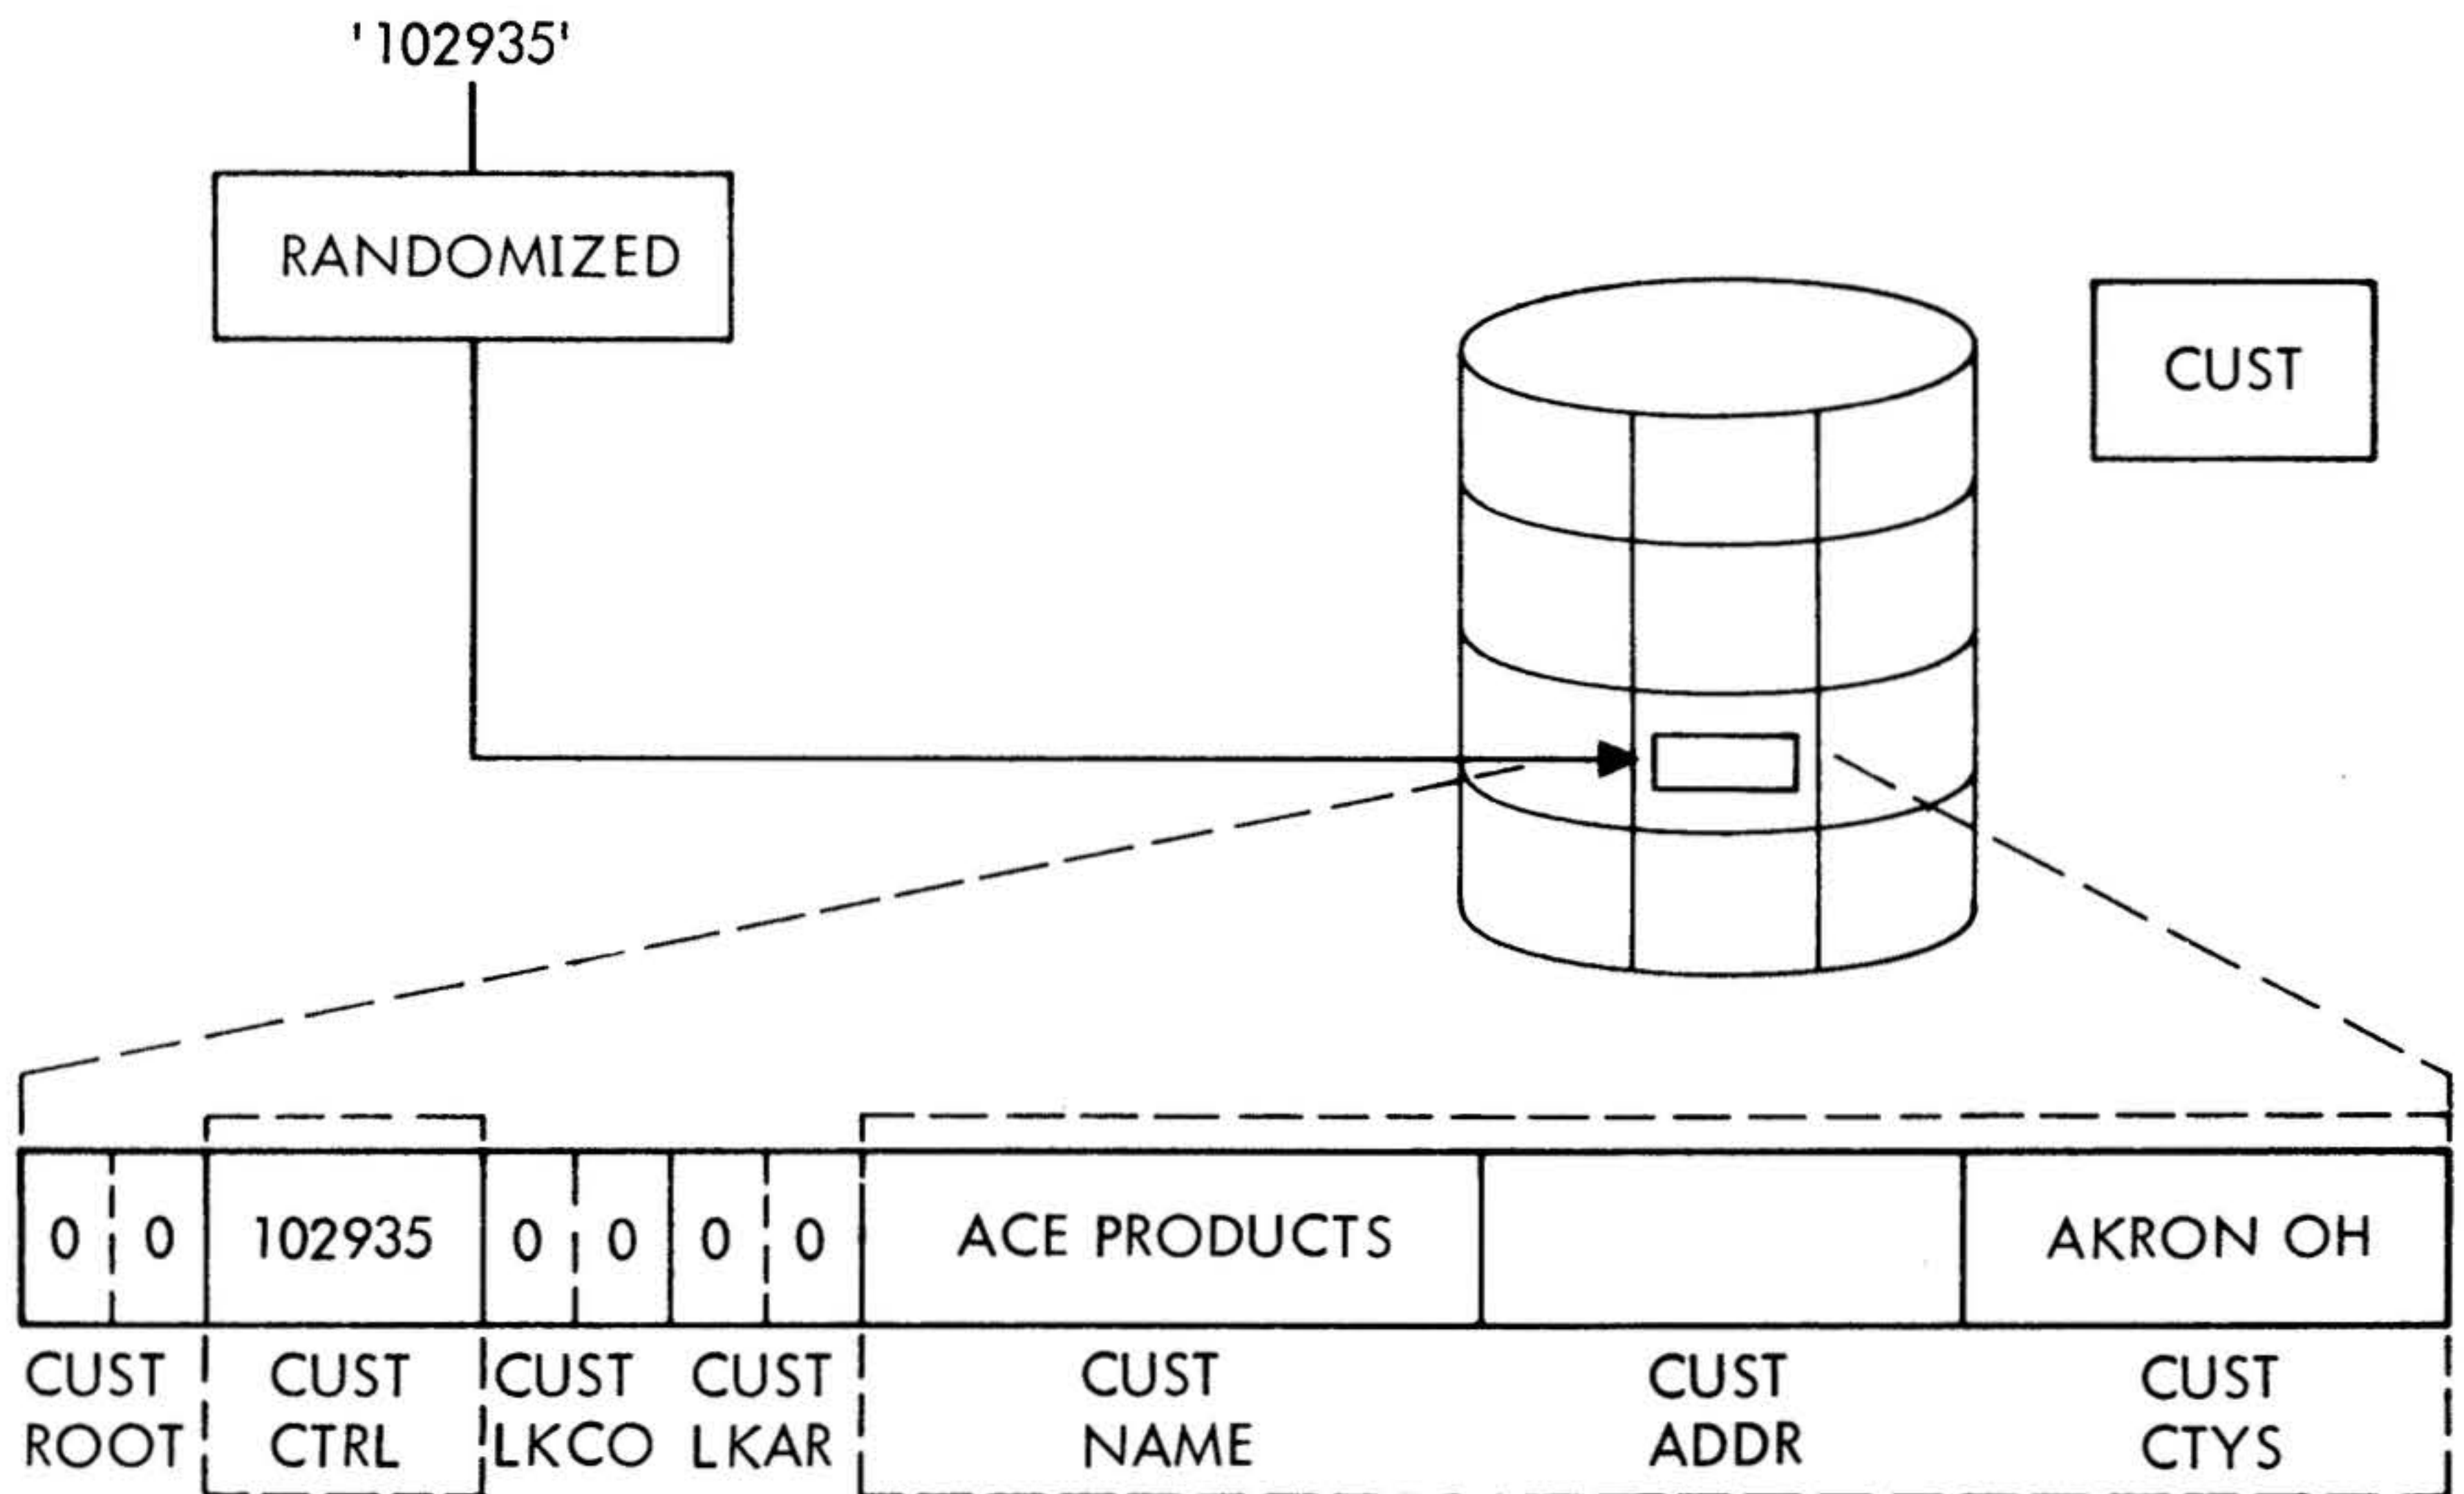 '102935'
RANDOMIZED
CUST
0 0 102935 0 0 0 0 ACE PRODUCTS AKRON OH
CUST CUST CUST CUST CUST CUST CUST
ROOT CTRL LKCO LKAR NAME ADDR CTYS